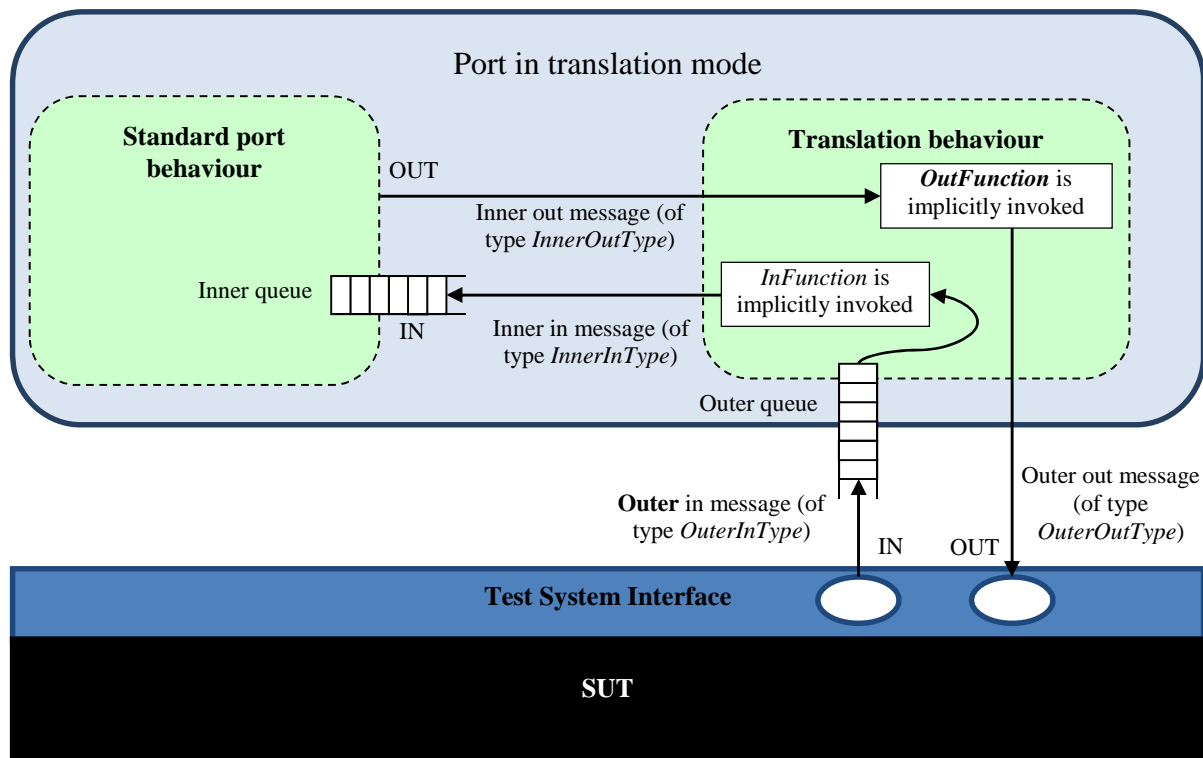 Port in translation mode
Standard port
behaviour
Translation behaviour
OUT
OutFunction is
implicitly invoked
Inner out message (of
type InnerOutType)
Inner queue
InFunction is
implicitly invoked
IN
Inner in message (of
type InnerInType)
Outer queue
Outer in message (of
type OuterInType)
Outer out message
(of type
OuterOutType)
IN
OUT
Test System Interface
SUT